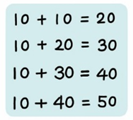 10 + 10 = 20
10 + 20 = 30
10 + 30 = 40
10 + 40 = 50